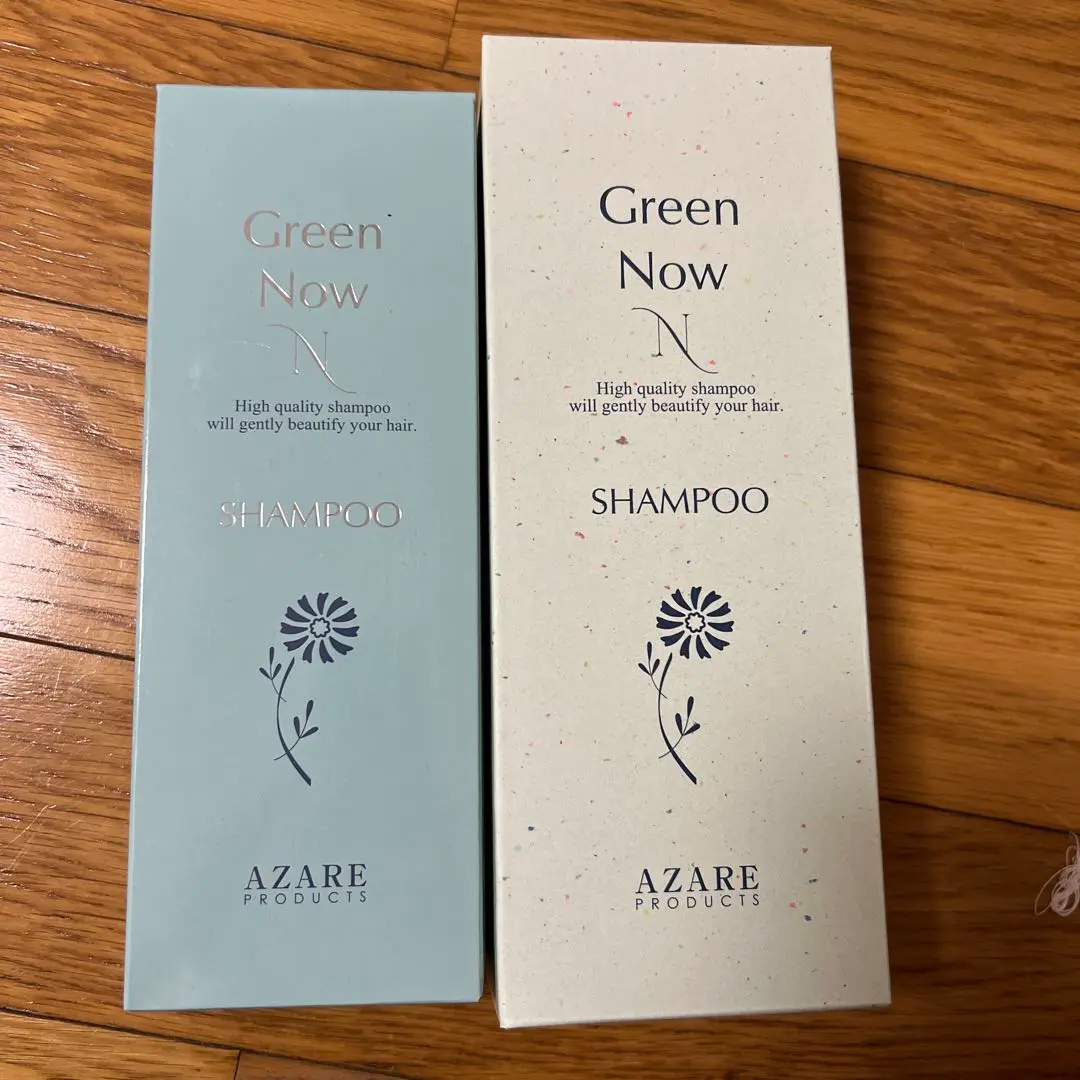 Green
Now
N
High quality shampoo
will gently beautify your hair.
SHAMPOO
AZARE
PRODUCTS
Green
Now
N
High quality shampoo
will gently beautify your hair.
SHAMPOO
AZARE
PRODUCTS